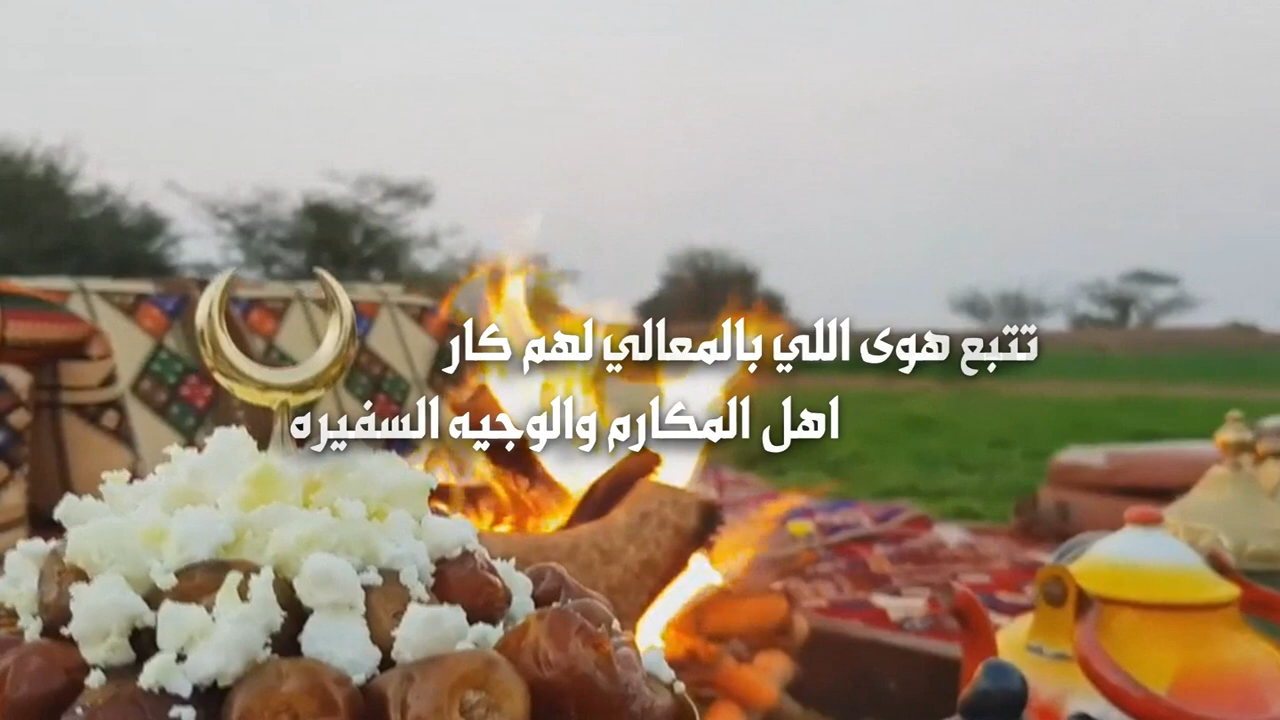 تتبع هوى اللي بالمعالي لهم كار
اهل المكارم والوجيه السفيره